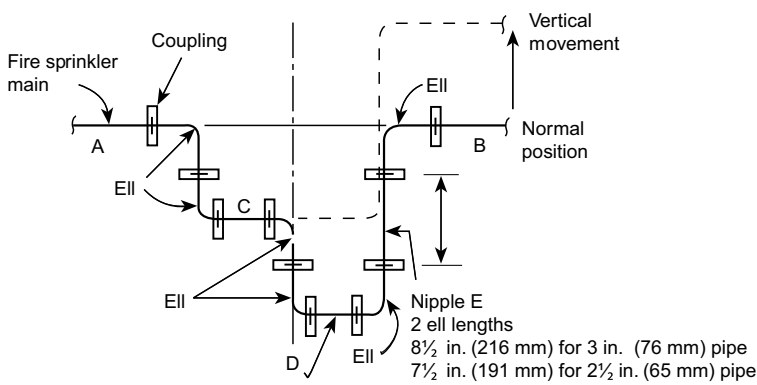 Vertical
movement
Coupling
Fire sprinkler
main
Ell
A
B
Normal
position
Ell
C
Ell
Nipple E
2 ell lengths
8½ in. (216 mm) for 3 in. (76 mm) pipe
7½ in. (191 mm) for 2½ in. (65 mm) pipe
D
Ell